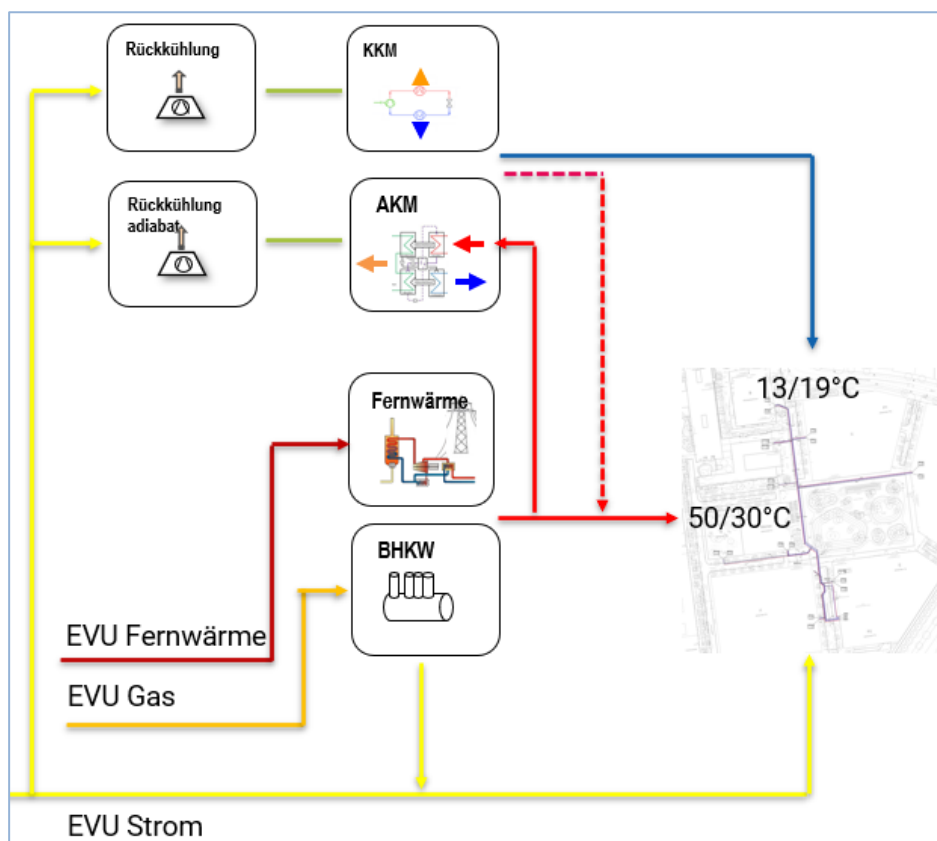 Rückkühlung
KKM
Rückkühlung
adiabat
AKM
Fernwärme
13/19°C
50/30°C
BHKW
EVU Fernwärme
EVU Gas
EVU Strom